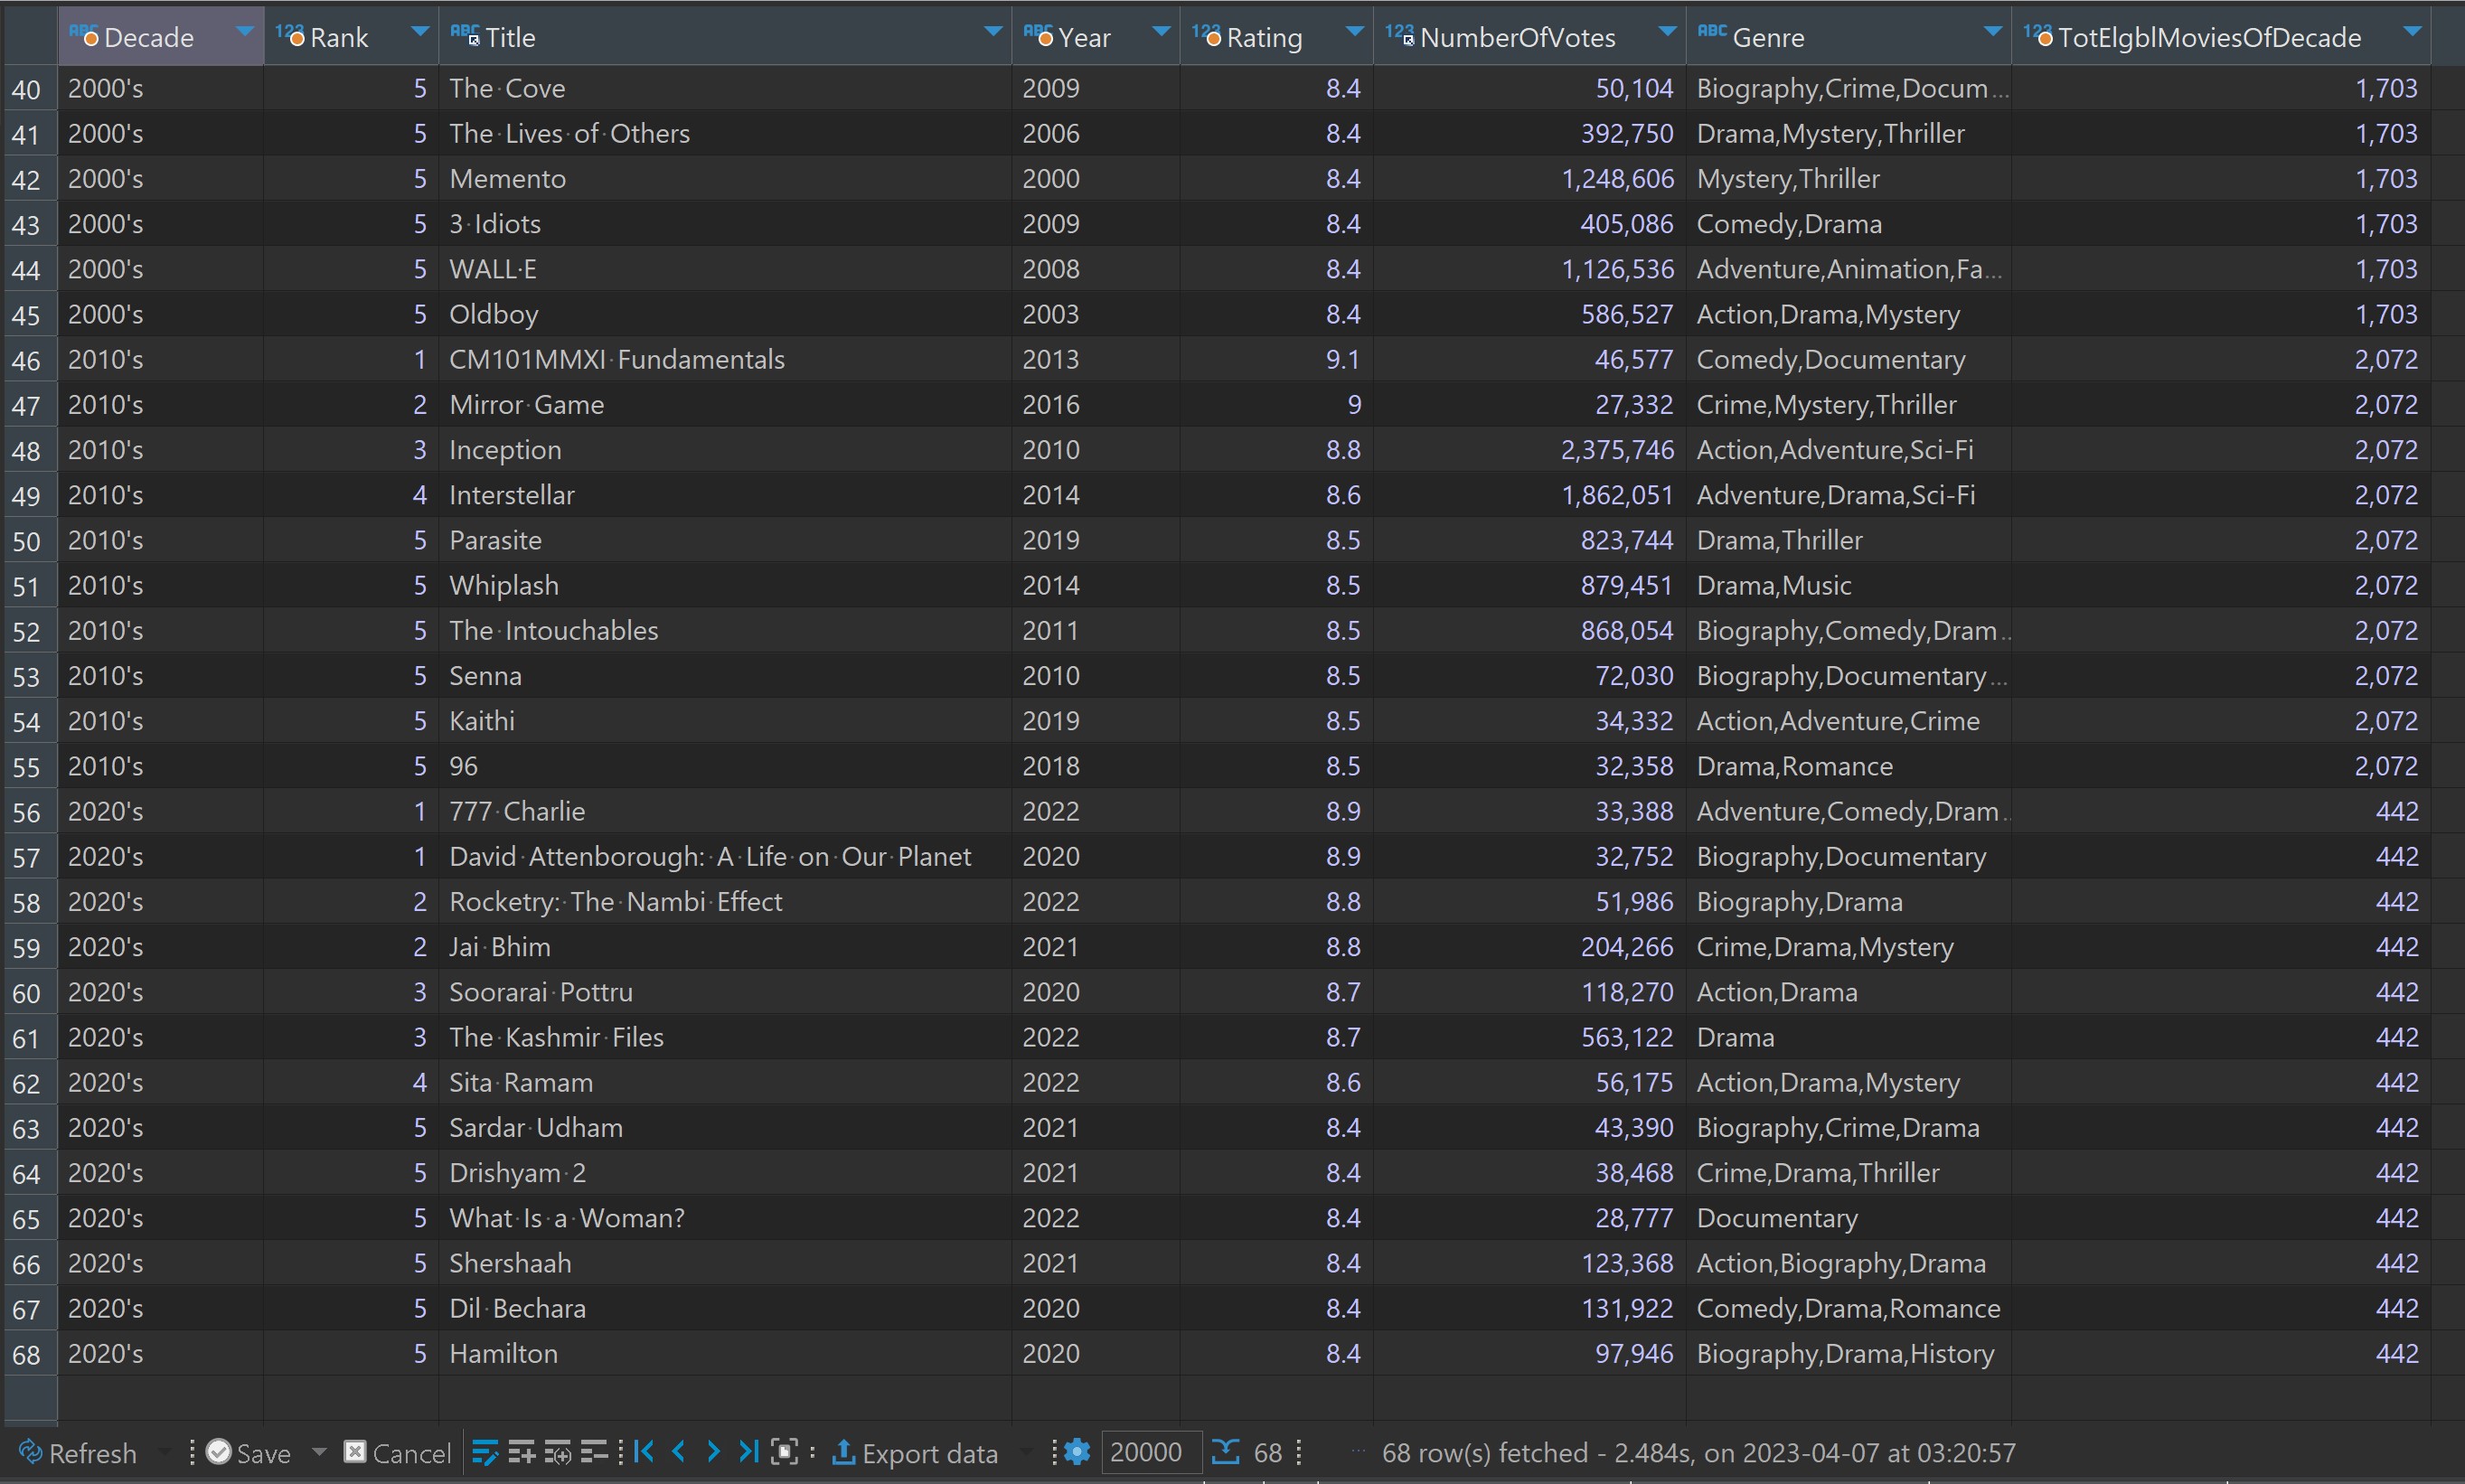 ABC Decade 123 Rank ABC Title ABC Year 123 Rating 123 NumberOfVotes ABC Genre 123 TotElgblMoviesOfDecade
40 2000's 5 The·Cove 2009 8.4 50,104 Biography,Crime,Docum... 1,703
41 2000's 5 The·Lives·of·Others 2006 8.4 392,750 Drama,Mystery,Thriller 1,703
42 2000's 5 Memento 2000 8.4 1,248,606 Mystery,Thriller 1,703
43 2000's 5 3·Idiots 2009 8.4 405,086 Comedy,Drama 1,703
44 2000's 5 WALL·E 2008 8.4 1,126,536 Adventure,Animation,Fa... 1,703
45 2000's 5 Oldboy 2003 8.4 586,527 Action,Drama,Mystery 1,703
46 2010's 1 CM101MMXI·Fundamentals 2013 9.1 46,577 Comedy,Documentary 2,072
47 2010's 2 Mirror·Game 2016 9 27,332 Crime,Mystery,Thriller 2,072
48 2010's 3 Inception 2010 8.8 2,375,746 Action,Adventure,Sci-Fi 2,072
49 2010's 4 Interstellar 2014 8.6 1,862,051 Adventure,Drama,Sci-Fi 2,072
50 2010's 5 Parasite 2019 8.5 823,744 Drama,Thriller 2,072
51 2010's 5 Whiplash 2014 8.5 879,451 Drama,Music 2,072
52 2010's 5 The·Intouchables 2011 8.5 868,054 Biography,Comedy,Dram.. 2,072
53 2010's 5 Senna 2010 8.5 72,030 Biography,Documentary... 2,072
54 2010's 5 Kaithi 2019 8.5 34,332 Action,Adventure,Crime 2,072
55 2010's 5 96 2018 8.5 32,358 Drama,Romance 2,072
56 2020's 1 777·Charlie 2022 8.9 33,388 Adventure,Comedy,Dram. 442
57 2020's 1 David·Attenborough:·A·Life·on·Our·Planet 2020 8.9 32,752 Biography,Documentary 442
58 2020's 2 Rocketry:·The·Nambi·Effect 2022 8.8 51,986 Biography,Drama 442
59 2020's 2 Jai·Bhim 2021 8.8 204,266 Crime,Drama,Mystery 442
60 2020's 3 Soorarai·Pottru 2020 8.7 118,270 Action,Drama 442
61 2020's 3 The·Kashmir·Files 2022 8.7 563,122 Drama 442
62 2020's 4 Sita·Ramam 2022 8.6 56,175 Action,Drama,Mystery 442
63 2020's 5 Sardar·Udham 2021 8.4 43,390 Biography,Crime,Drama 442
64 2020's 5 Drishyam·2 2021 8.4 38,468 Crime,Drama,Thriller 442
65 2020's 5 What·Is·a·Woman? 2022 8.4 28,777 Documentary 442
66 2020's 5 Shershaah 2021 8.4 123,368 Action,Biography,Drama 442
67 2020's 5 Dil·Bechara 2020 8.4 131,922 Comedy,Drama,Romance 442
68 2020's 5 Hamilton 2020 8.4 97,946 Biography,Drama,History 442
Refresh Save Cancel Export data 20000 68 ... 68 row(s) fetched - 2.484s, on 2023-04-07 at 03:20:57